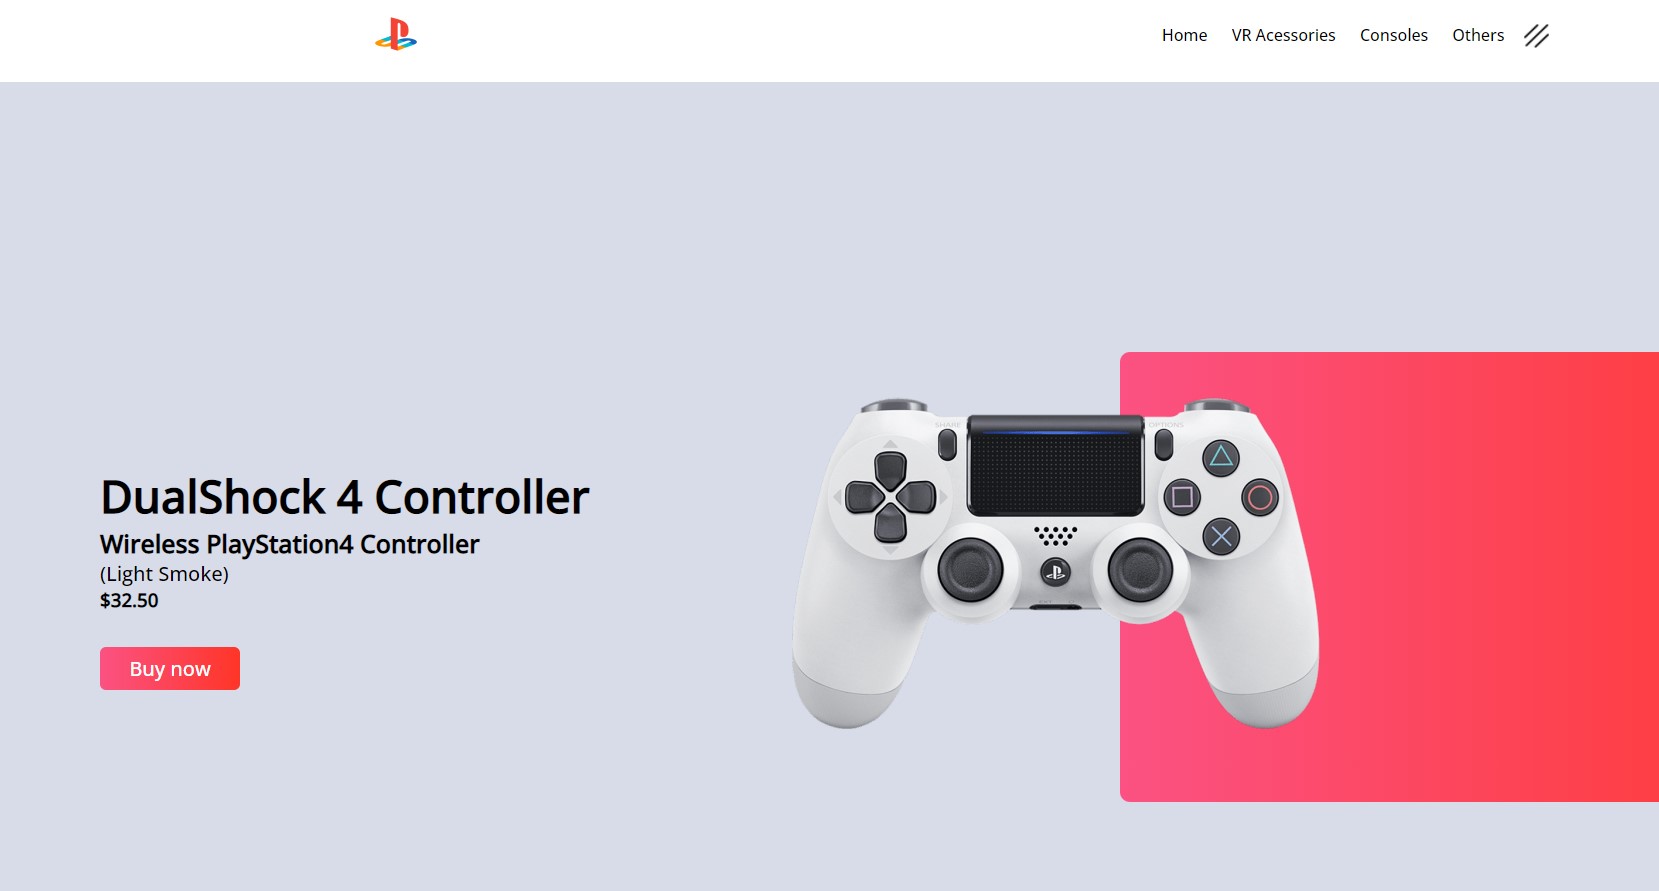 Home VR Acessories Consoles Others
SHARE OPTIONS
DualShock 4 Controller
Wireless PlayStation4 Controller
(Light Smoke)
$32.50
Buy now